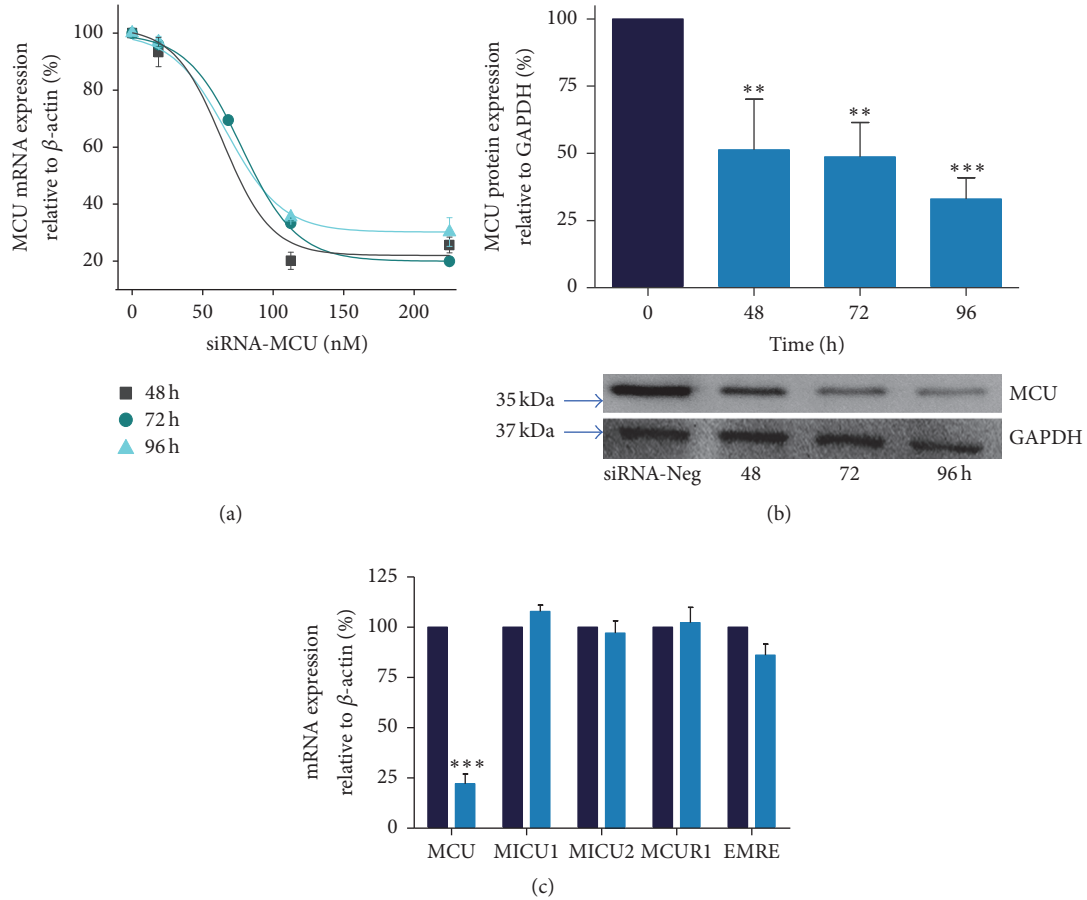 MCU mRNA expression
relative to β-actin (%)
100
80
60
40
20
0 50 100 150 200
siRNA-MCU (nM)
48 h
72 h
96 h
(a)
MCU protein expression
relative to GAPDH (%)
100
75
50
25
0
** ** ***
0 48 72 96
Time (h)
35 kDa MCU
37 kDa GAPDH
siRNA-Neg 48 72 96 h
(b)
mRNA expression
relative to β-actin (%)
125
100
75
50
25
0
***
MCU MICU1 MICU2 MCUR1 EMRE
(c)